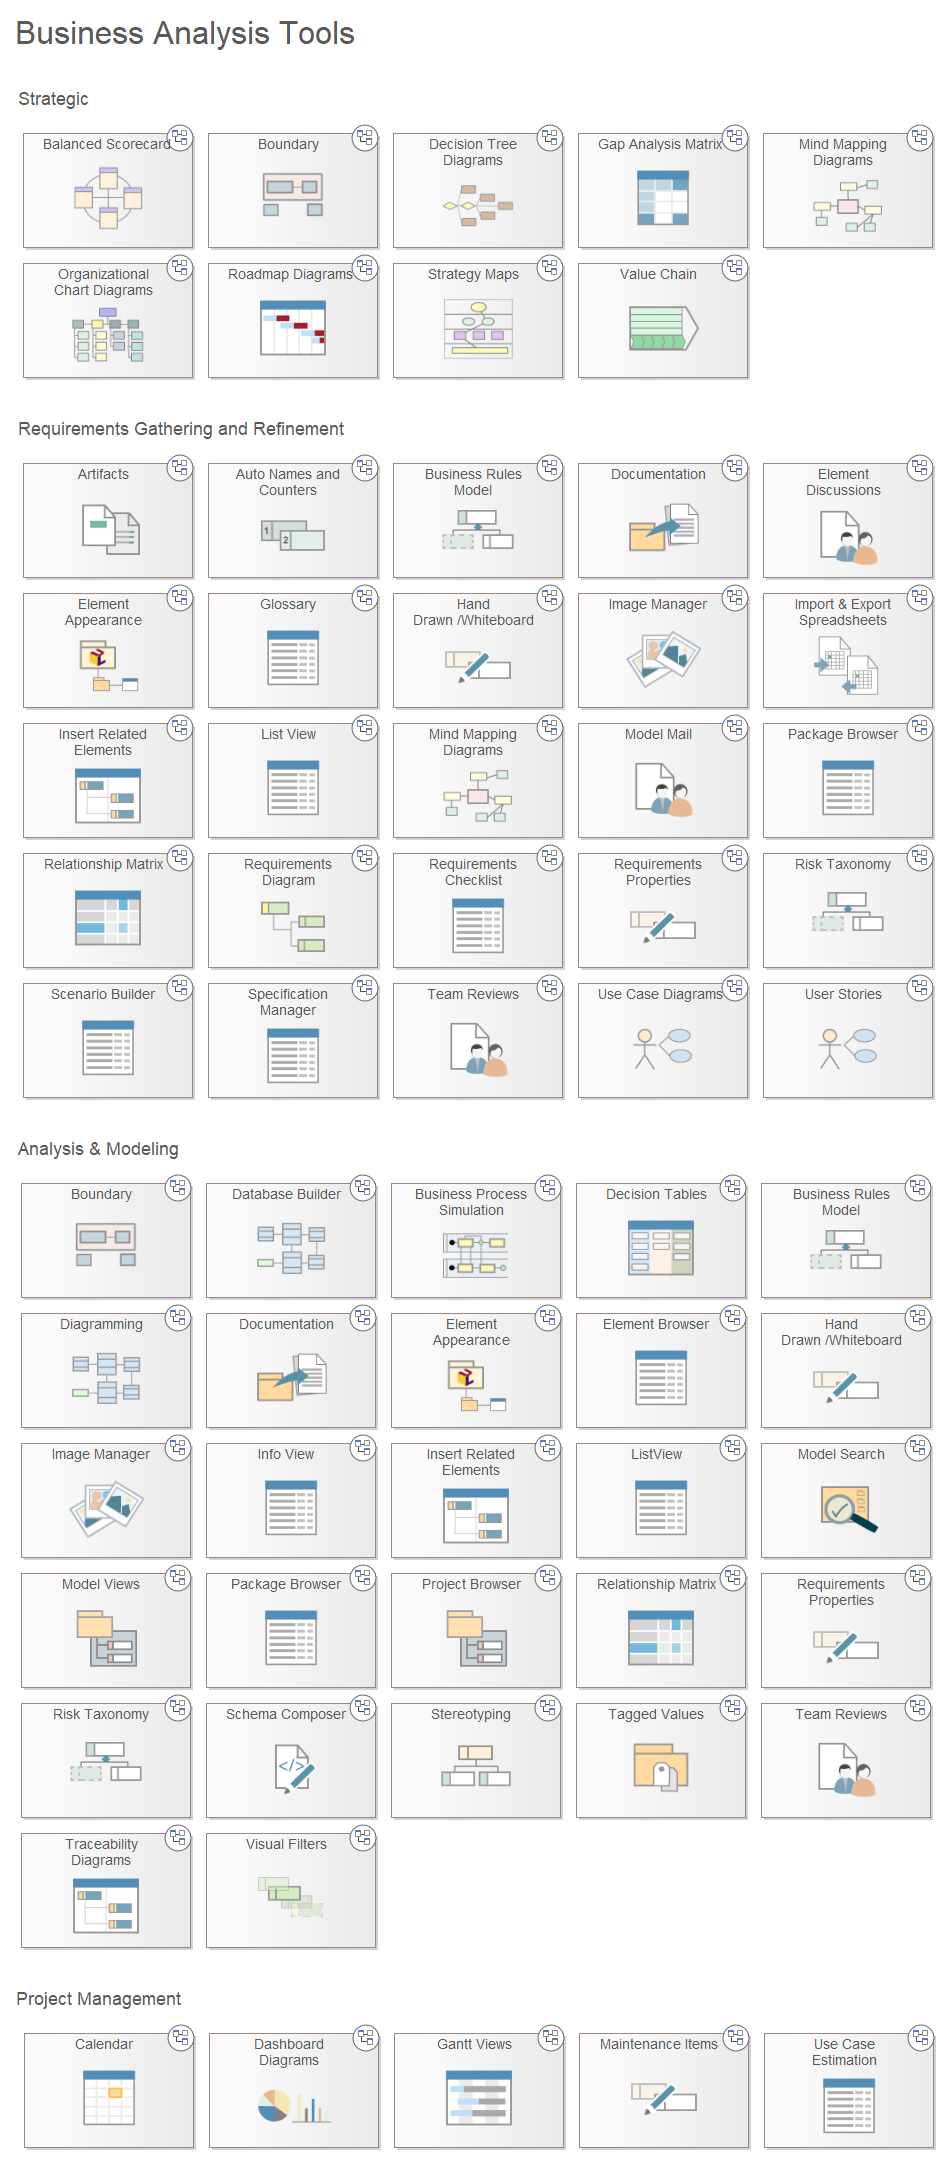 Business Analysis Tools
Strategic
Balanced Scorecard
Boundary
Decision Tree
Diagrams
Gap Analysis Matrix
Mind Mapping
Diagrams
Organizational
Chart Diagrams
Roadmap Diagrams
Strategy Maps
Value Chain
Requirements Gathering and Refinement
Artifacts
Auto Names and
Counters
1
2
Business Rules
Model
Documentation
Element
Discussions
Element
Appearance
Glossary
Hand
Drawn /Whiteboard
Image Manager
Import & Export
Spreadsheets
Insert Related
Elements
List View
Mind Mapping
Diagrams
Model Mail
Package Browser
Relationship Matrix
Requirements
Diagram
Requirements
Checklist
Requirements
Properties
Risk Taxonomy
Scenario Builder
Specification
Manager
Team Reviews
Use Case Diagrams
User Stories
Analysis & Modeling
Boundary
Database Builder
Business Process
Simulation
Decision Tables
Business Rules
Model
Diagramming
Documentation
Element
Appearance
Element Browser
Hand
Drawn /Whiteboard
Image Manager
Info View
Insert Related
Elements
ListView
Model Search
Model Views
Package Browser
Project Browser
Relationship Matrix
Requirements
Properties
Risk Taxonomy
Schema Composer
</>
Stereotyping
Tagged Values
Team Reviews
Traceability
Diagrams
Visual Filters
Project Management
Calendar
Dashboard
Diagrams
Gantt Views
Maintenance Items
Use Case
Estimation